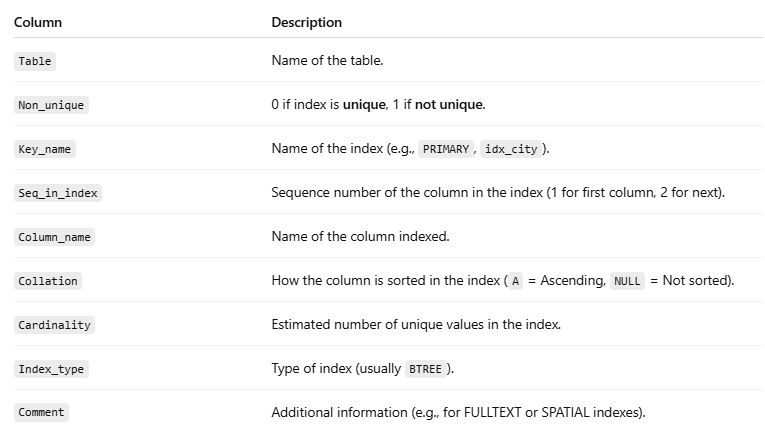 Column Description
Table Name of the table.
Non_unique 0 if index is unique, 1 if not unique.
Key_name Name of the index (e.g., PRIMARY, idx_city).
Seq_in_index Sequence number of the column in the index (1 for first column, 2 for next).
Column_name Name of the column indexed.
Collation How the column is sorted in the index (A = Ascending, NULL = Not sorted).
Cardinality Estimated number of unique values in the index.
Index_type Type of index (usually BTREE).
Comment Additional information (e.g., for FULLTEXT or SPATIAL indexes).